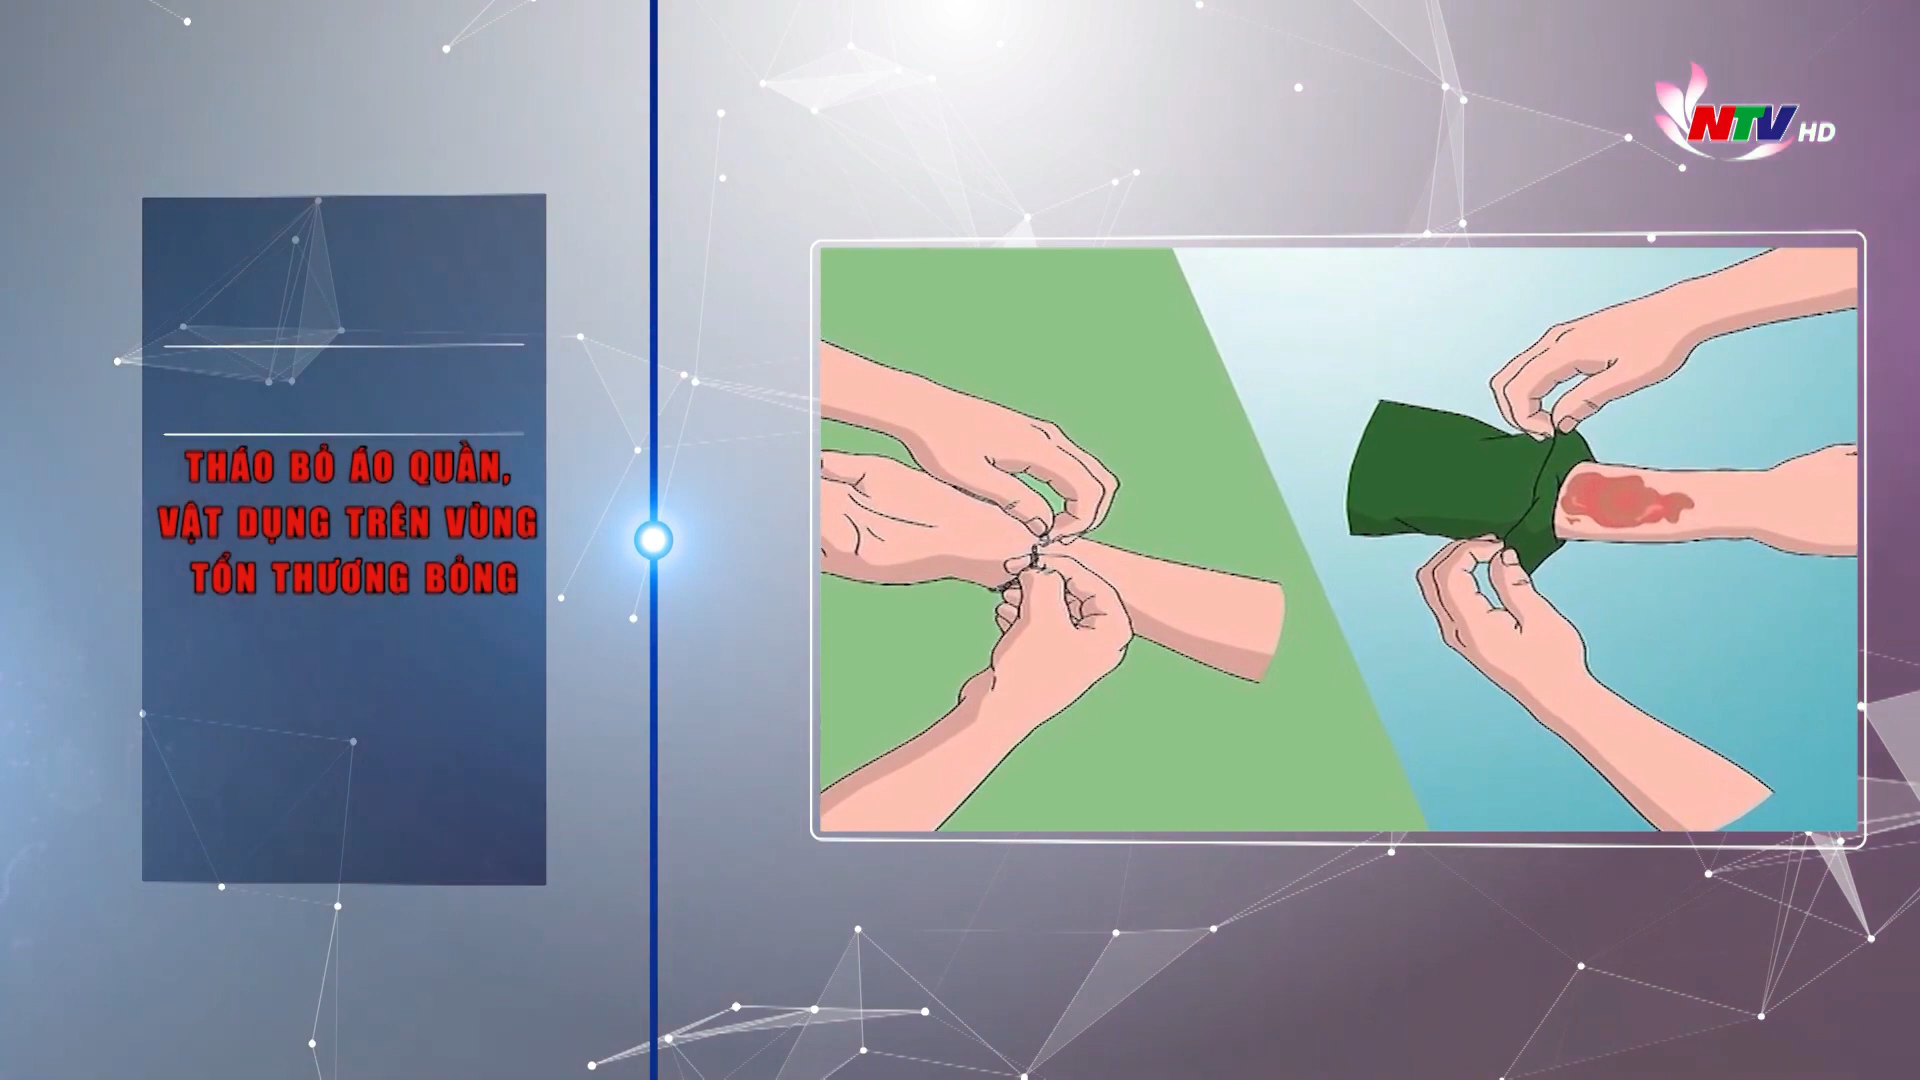 NTV HD
THÁO BỎ ÁO QUẦN,
VẬT DỤNG TRÊN VÙNG
TỔN THƯƠNG BỎNG